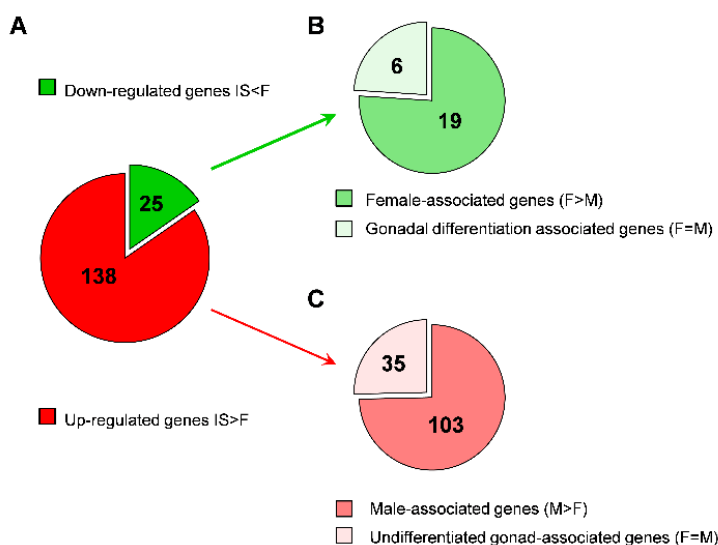 A
Down-regulated genes IS<F
25
138
Up-regulated genes IS>F
B
6
19
Female-associated genes (F>M)
Gonadal differentiation associated genes (F=M)
C
35
103
Male-associated genes (M>F)
Undifferentiated gonad-associated genes (F=M)